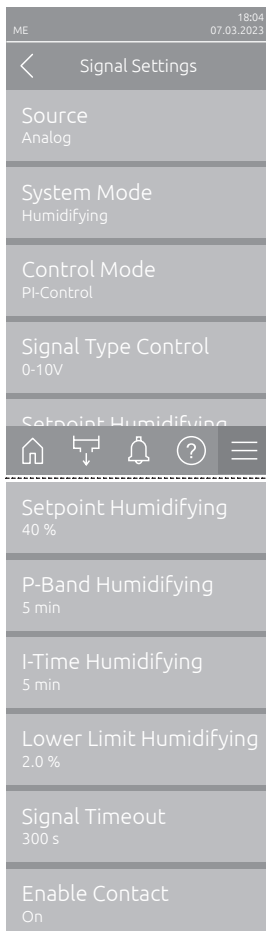 18:04
ME 07.03.2023
Signal Settings
Source
Analog
System Mode
Humidifying
Control Mode
PI-Control
Signal Type Control
0-10V
Setpoint Humidifying
?
Setpoint Humidifying
40 %
P-Band Humidifying
5 min
I-Time Humidifying
5 min
Lower Limit Humidifying
2.0 %
Signal Timeout
300 s
Enable Contact
On